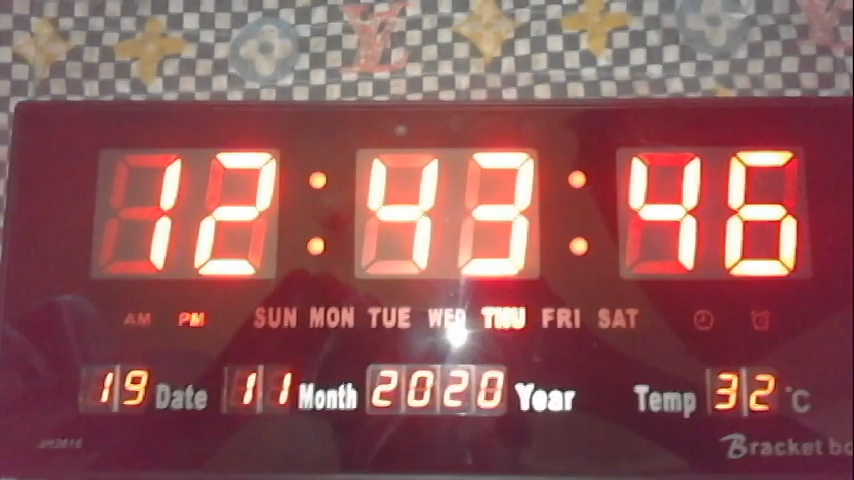 12:43:46
AM PM SUN MON TUE WED THU FRI SAT
19 Date 11 Month 2020 Year Temp 32 °C
JH3615
Bracket